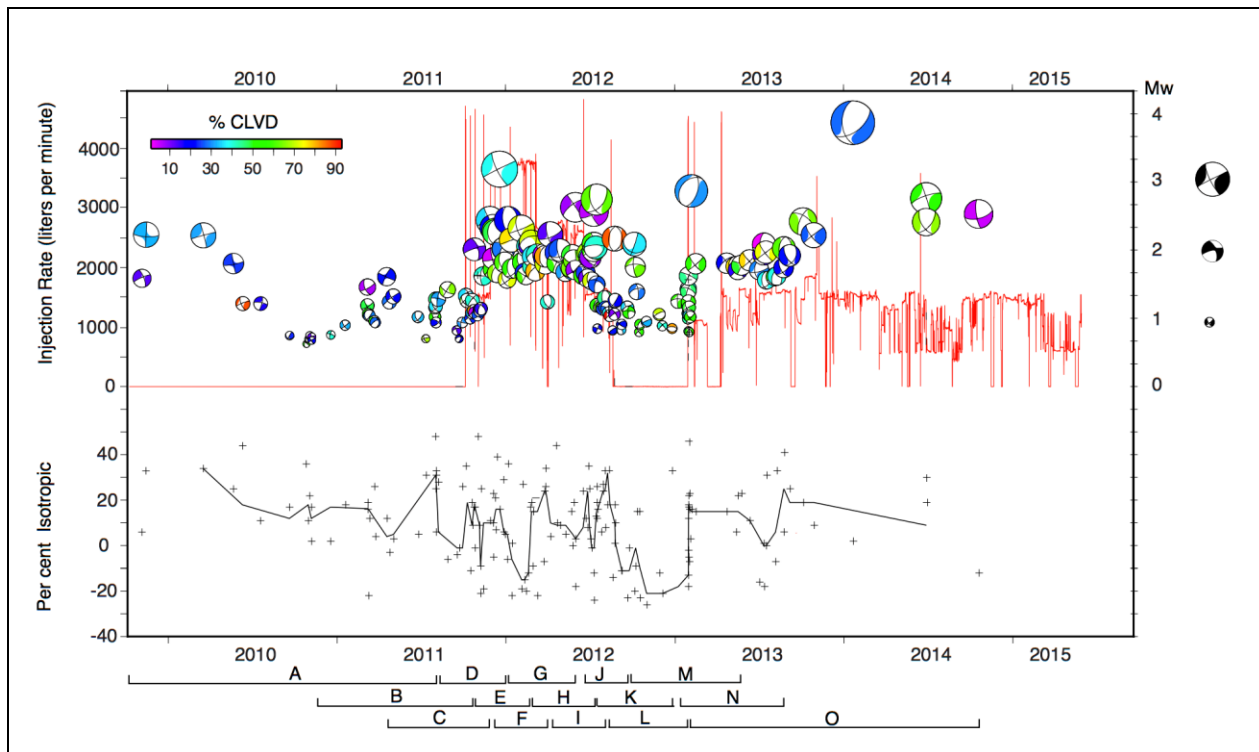 2010 2011 2012 2013 2014 2015
Mw
% CLVD
10 30 50 70 90
Injection Rate (liters per minute)
4000
3000
2000
1000
0
4
3
2
1
0
Per cent Isotropic
40
20
0
-20
-40
2010 2011 2012 2013 2014 2015
A D G J M
B E H K N
C F I L O